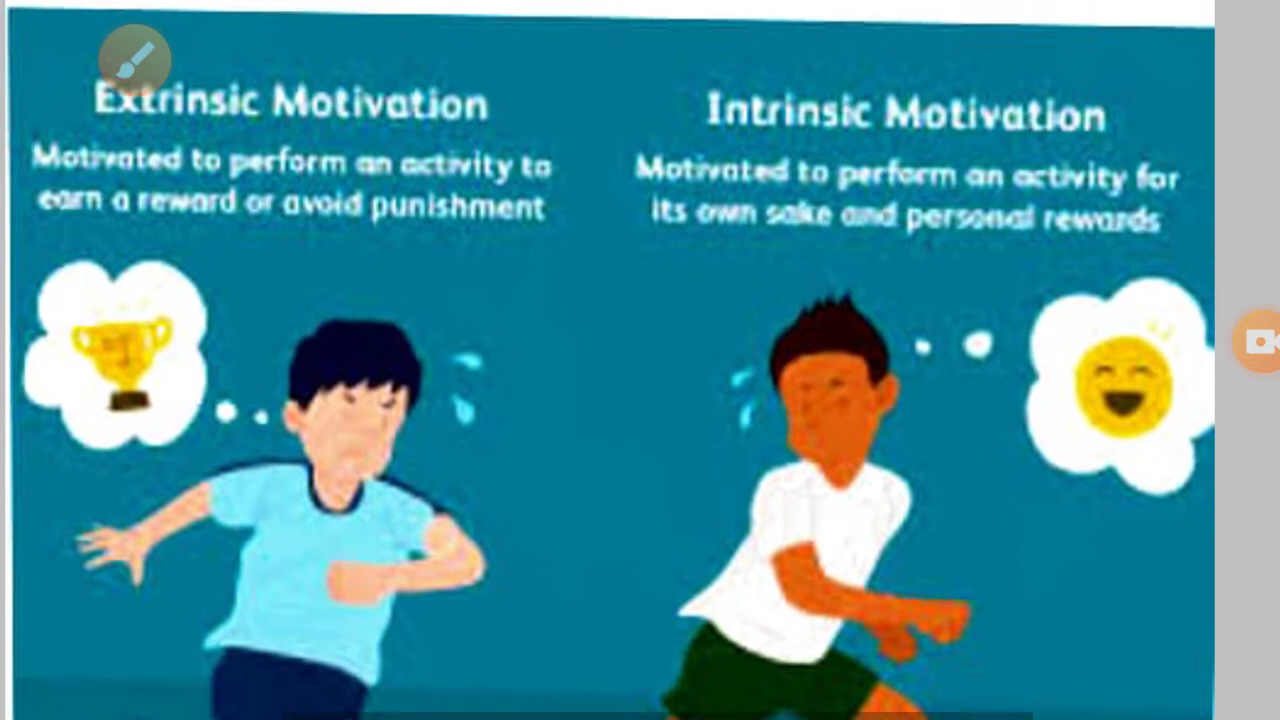 Extrinsic Motivation
Motivated to perform an activity to
earn a reward or avoid punishment
Intrinsic Motivation
Motivated to perform an activity for
its own sake and personal rewards